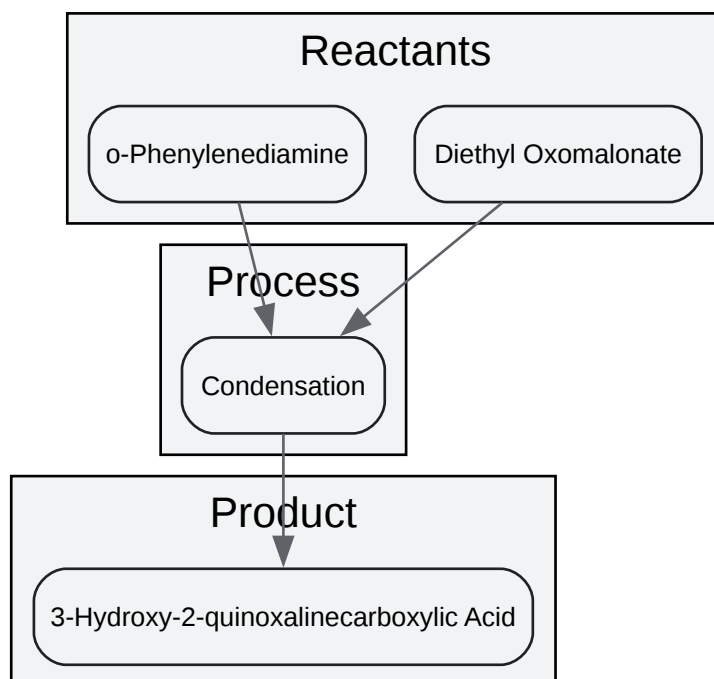 Reactants
o-Phenylenediamine
Diethyl Oxomalonate
Process
Condensation
Product
3-Hydroxy-2-quinoxalinecarboxylic Acid